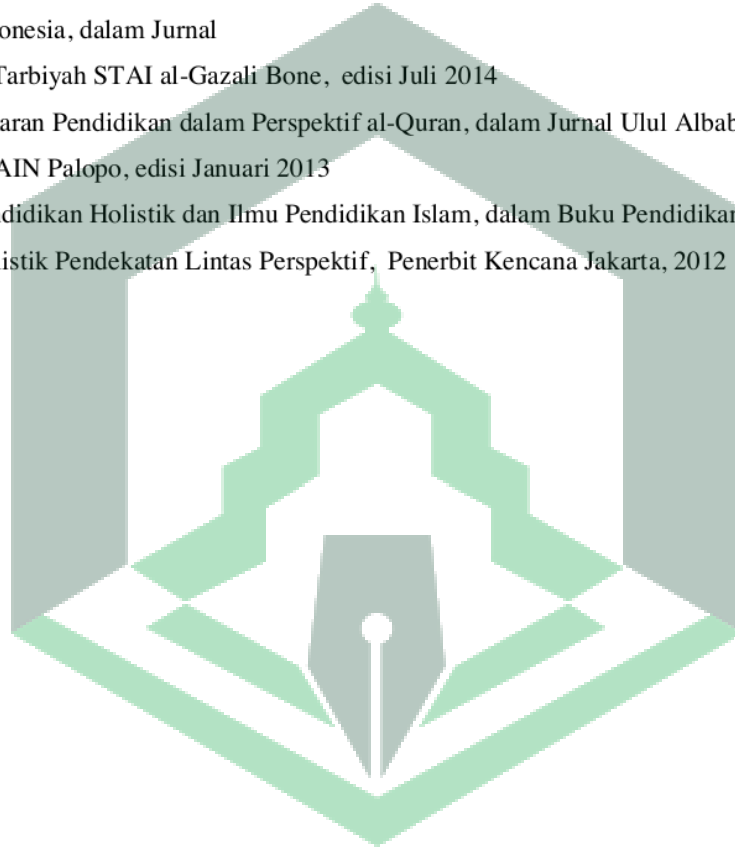 onesia, dalam Jurnal
Tarbiyah STAI al-Gazali Bone, edisi Juli 2014
aran Pendidikan dalam Perspektif al-Quran, dalam Jurnal Ulul Albab
AIN Palopo, edisi Januari 2013
didikan Holistik dan Ilmu Pendidikan Islam, dalam Buku Pendidikan
istik Pendekatan Lintas Perspektif, Penerbit Kencana Jakarta, 2012